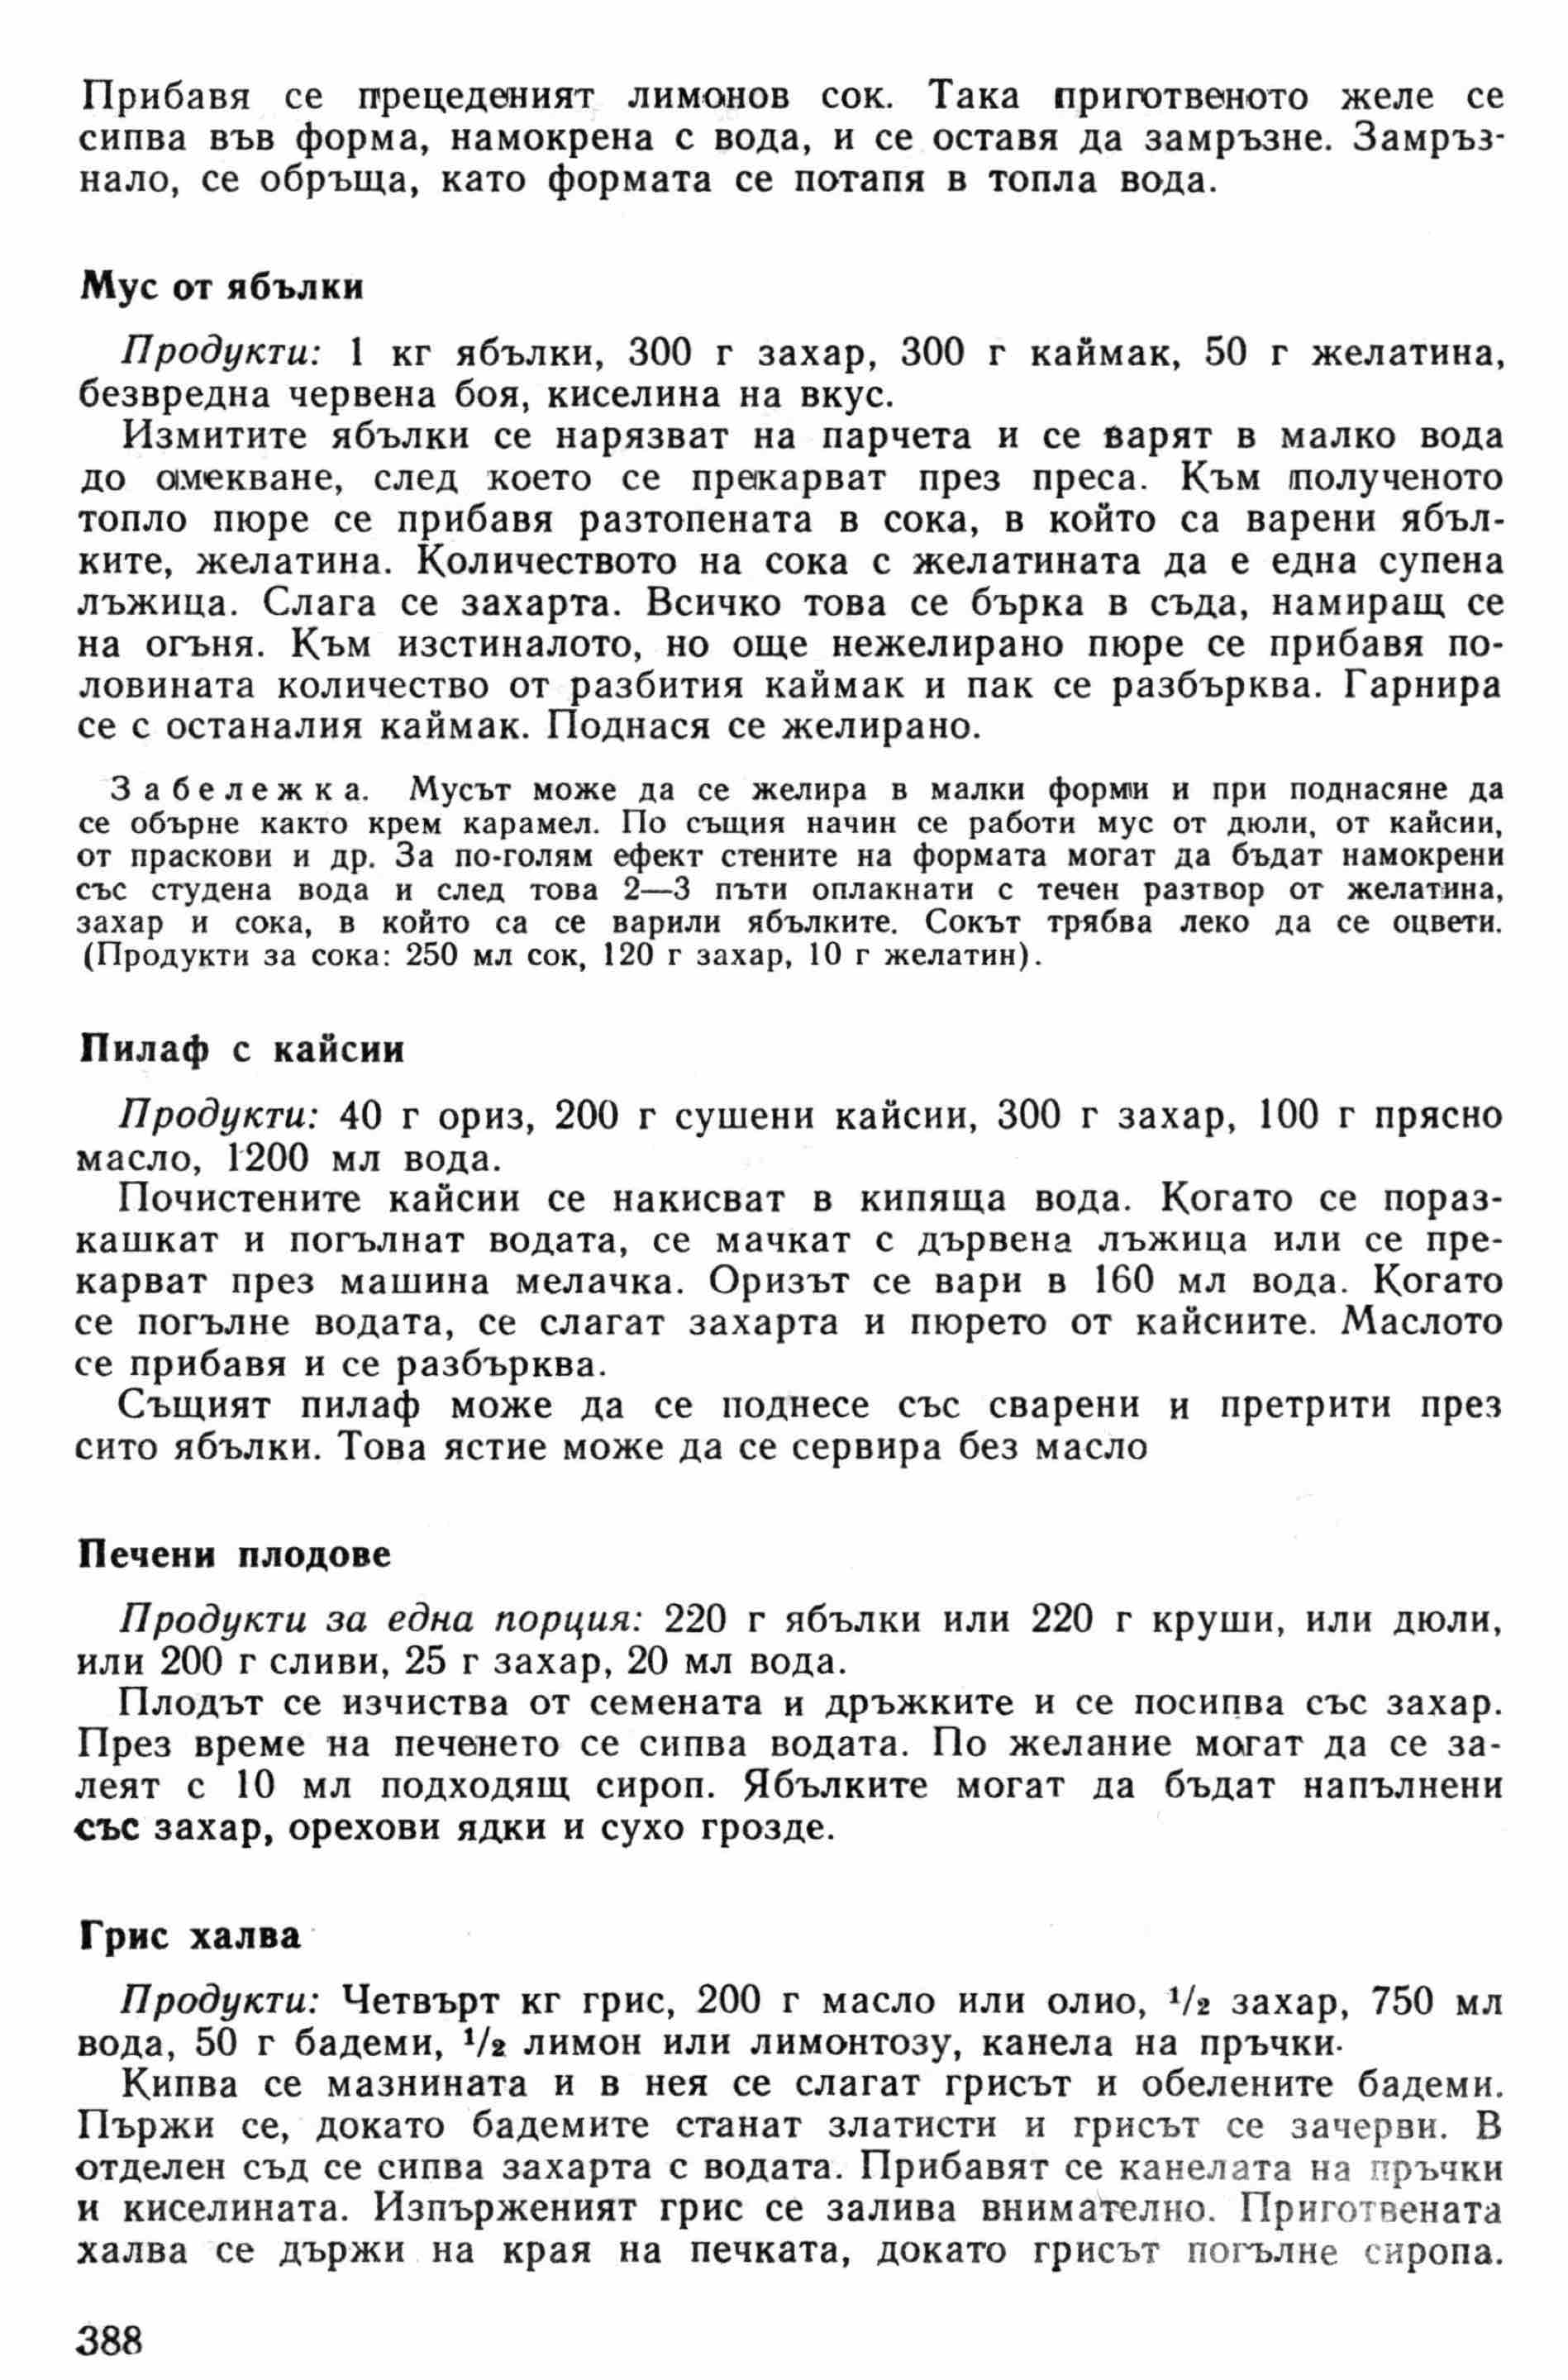 Прибавя се прецеденият лимонов сок. Така приготвеното желе се
сипва във форма, намокрена с вода, и се оставя да замръзне. Замръз-
нало, се обръща, като формата се потапя в топла вода.
Мус от ябълки
Продукти: 1 кг ябълки, 300 г захар, 300 г каймак, 50 г желатина,
безвредна червена боя, киселина на вкус.
Измитите ябълки се нарязват на парчета и се варят в малко вода
до омекване, след което се прекарват през преса. Към полученото
топло пюре се прибавя разтопената в сока, в който са варени ябъл-
ките, желатина. Количеството на сока с желатината да е една супена
лъжица. Слага се захарта. Всичко това се бърка в съда, намиращ се
на огъня. Към изстиналото, но още нежелирано пюре се прибавя по-
ловината количество от разбития каймак и пак се разбърква. Гарнира
се с останалия каймак. Поднася се желирано.
Забележка. Мусът може да се желира в малки форми и при поднасяне да
се обърне както крем карамел. По същия начин се работи мус от дюли, от кайсии,
от праскови и др. За по-голям ефект стените на формата могат да бъдат намокрени
със студена вода и след това 2—3 пъти оплакнати с течен разтвор от желатина,
захар и сока, в който са се варили ябълките. Сокът трябва леко да се оцвети.
(Продукти за сока: 250 мл сок, 120 г захар, 10 г желатин).
Пилаф с кайсии
Продукти: 40 г ориз, 200 г сушени кайсии, 300 г захар, 100 г прясно
масло, 1200 мл вода.
Почистените кайсии се накисват в кипяща вода. Когато се пораз-
кашкат и погълнат водата, се мачкат с дървена лъжица или се пре-
карват през машина мелачка. Оризът се вари в 160 мл вода. Когато
се погълне водата, се слагат захарта и пюрето от кайсиите. Маслото
се прибавя и се разбърква.
Същият пилаф може да се поднесе със сварени и претрити през
сито ябълки. Това ястие може да се сервира без масло
Печени плодове
Продукти за една порция: 220 г ябълки или 220 г круши, или дюли,
или 200 г сливи, 25 г захар, 20 мл вода.
Плодът се изчиства от семената и дръжките и се посипва със захар.
През време на печенето се сипва водата. По желание могат да се за-
леят с 10 мл подходящ сироп. Ябълките могат да бъдат напълнени
със захар, орехови ядки и сухо грозде.
Грис халва
Продукти: Четвърт кг грис, 200 г масло или олио, 1/2 захар, 750 мл
вода, 50 г бадеми, 1/2 лимон или лимонтозу, канела на пръчки.
Кипва се мазнината и в нея се слагат грисът и обелените бадеми.
Пържи се, докато бадемите станат златисти и грисът се зачерви. В
отделен съд се сипва захарта с водата. Прибавят се канелата на пръчки
и киселината. Изпърженият грис се залива внимателно. Приготвената
халва се държи на края на печката, докато грисът погълне сиропа.
388